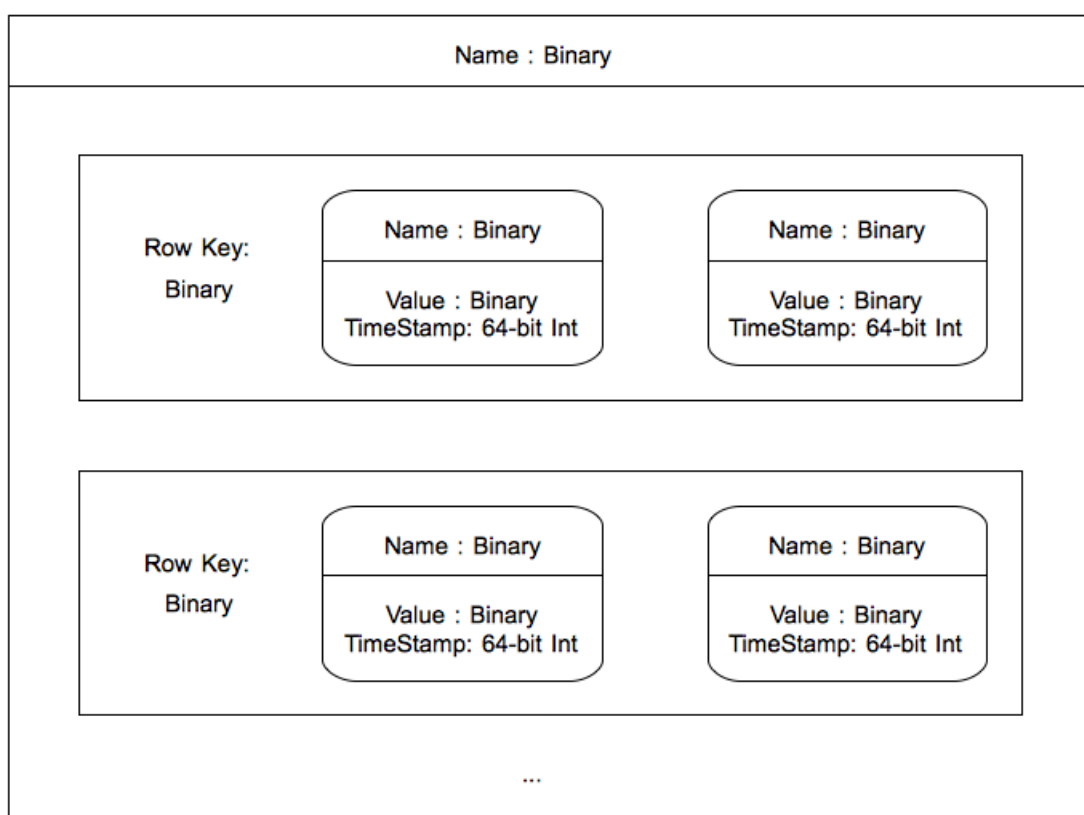 Name : Binary
Row Key:
Binary
Name : Binary
Value : Binary
TimeStamp: 64-bit Int
Name : Binary
Value : Binary
TimeStamp: 64-bit Int
Row Key:
Binary
Name : Binary
Value : Binary
TimeStamp: 64-bit Int
Name : Binary
Value : Binary
TimeStamp: 64-bit Int
...